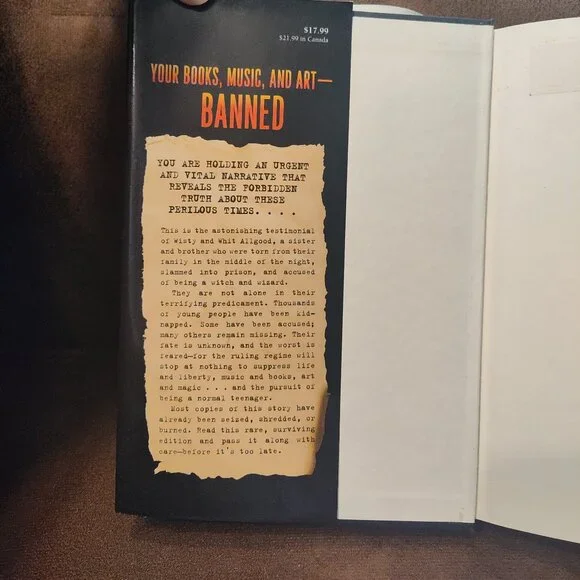 $17.99
$21.99 in Canada
YOUR BOOKS, MUSIC, AND ART—
BANNED
YOU ARE HOLDING AN URGENT
AND VITAL NARRATIVE THAT
REVEALS THE FORBIDDEN
TRUTH ABOUT THESE
PERILOUS TIMES. . . .
This is the astonishing testimonial
of Wisty and Whit Allgood, a sister
and brother who were torn from their
family in the middle of the night,
slammed into prison, and accused
of being a witch and wizard.
They are not alone in their
terrifying predicament. Thousands
of young people have been kid-
napped. Some have been accused;
many others remain missing. Their
fate is unknown, and the worst is
feared—for the ruling regime will
stop at nothing to suppress life
and liberty, music and books, art
and magic . . . and the pursuit of
being a normal teenager.
Most copies of this story have
already been seized, shredded, or
burned. Read this rare, surviving
edition and pass it along with
care—before it's too late.